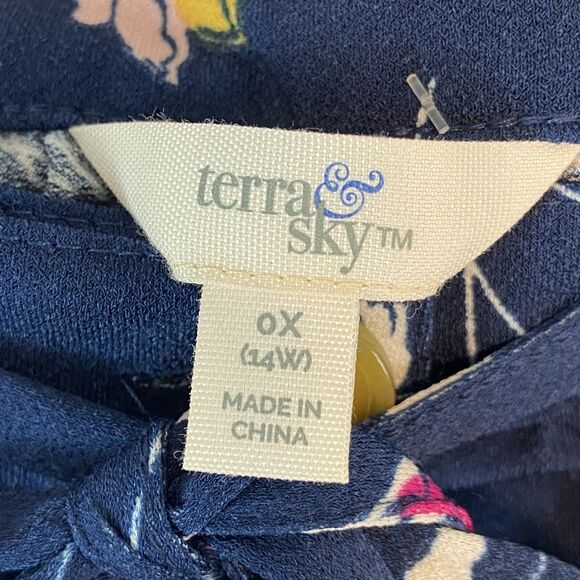 terra &
sky™
0X
(14W)
MADE IN
CHINA